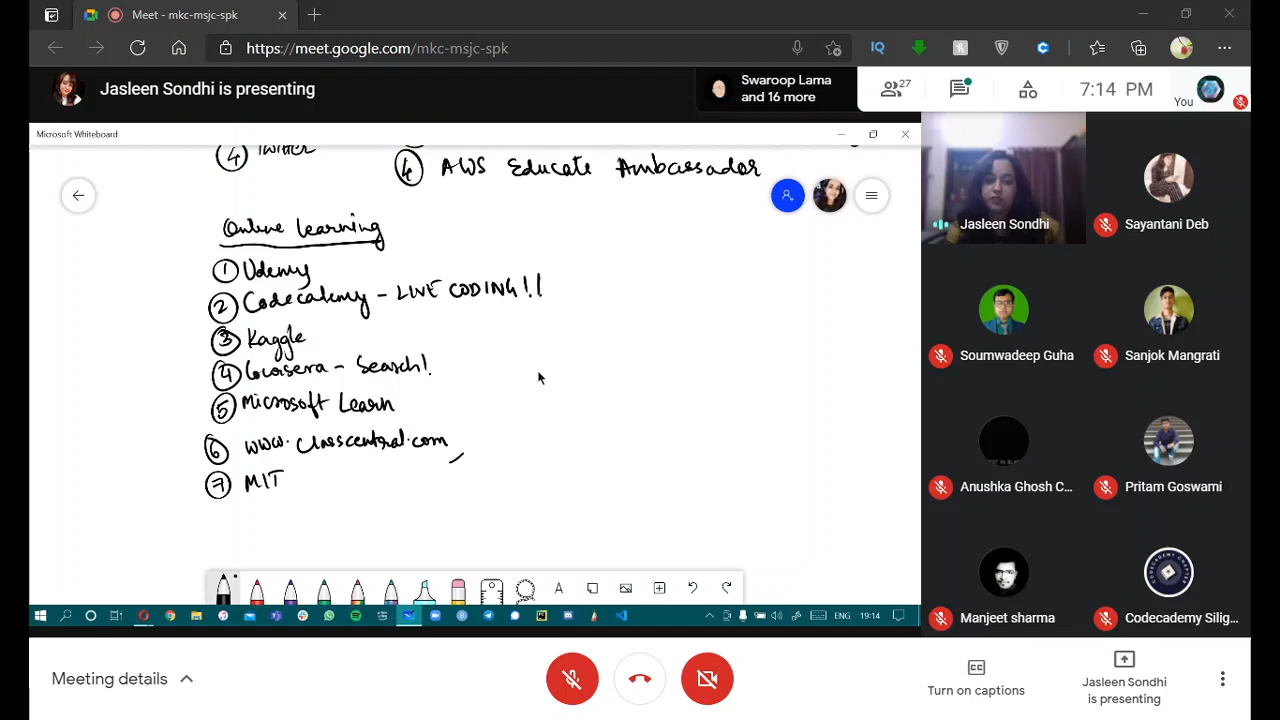 Meet - mkc-msjc-spk
https://meet.google.com/mkc-msjc-spk
Jasleen Sondhi is presenting
Swaroop Lama
and 16 more
27
7:14 PM
You
Microsoft Whiteboard
4 Twitter
4 AWS Educate Ambassador
Online learning
1 Udemy
2 Codecademy - LIVE CODING!!
3 Kaggle
4 Coursera - Search!
5 Microsoft Learn
6 www.classcentral.com
7 MIT
Jasleen Sondhi
Sayantani Deb
Soumwadeep Guha
Sanjok Mangrati
Anushka Ghosh C...
Pritam Goswami
Manjeet sharma
Codecademy Silig...
A
ENG 19:14
Meeting details
Turn on captions
Jasleen Sondhi
is presenting